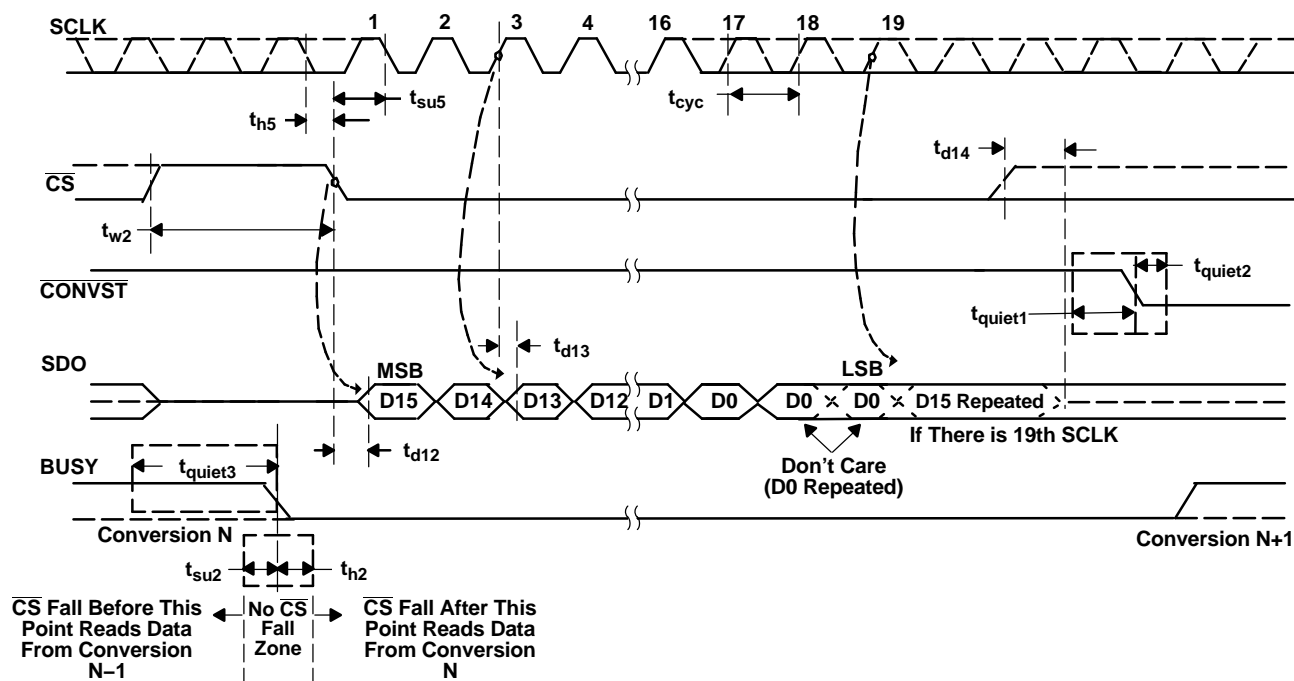 SCLK 1 2 3 4 16 17 18 19
tsu5
tcyc
th5
td14
CS
tw2
tquiet2
CONVST
tquiet1
td13
SDO MSB LSB
D15 D14 D13 D12 D1 D0 D0 D0 D15 Repeated
If There is 19th SCLK
td12
BUSY tquiet3
Don't Care
(D0 Repeated)
Conversion N
Conversion N+1
tsu2 th2
CS Fall Before This
Point Reads Data
From Conversion
N–1
No CS
Fall
Zone
CS Fall After This
Point Reads Data
From Conversion
N